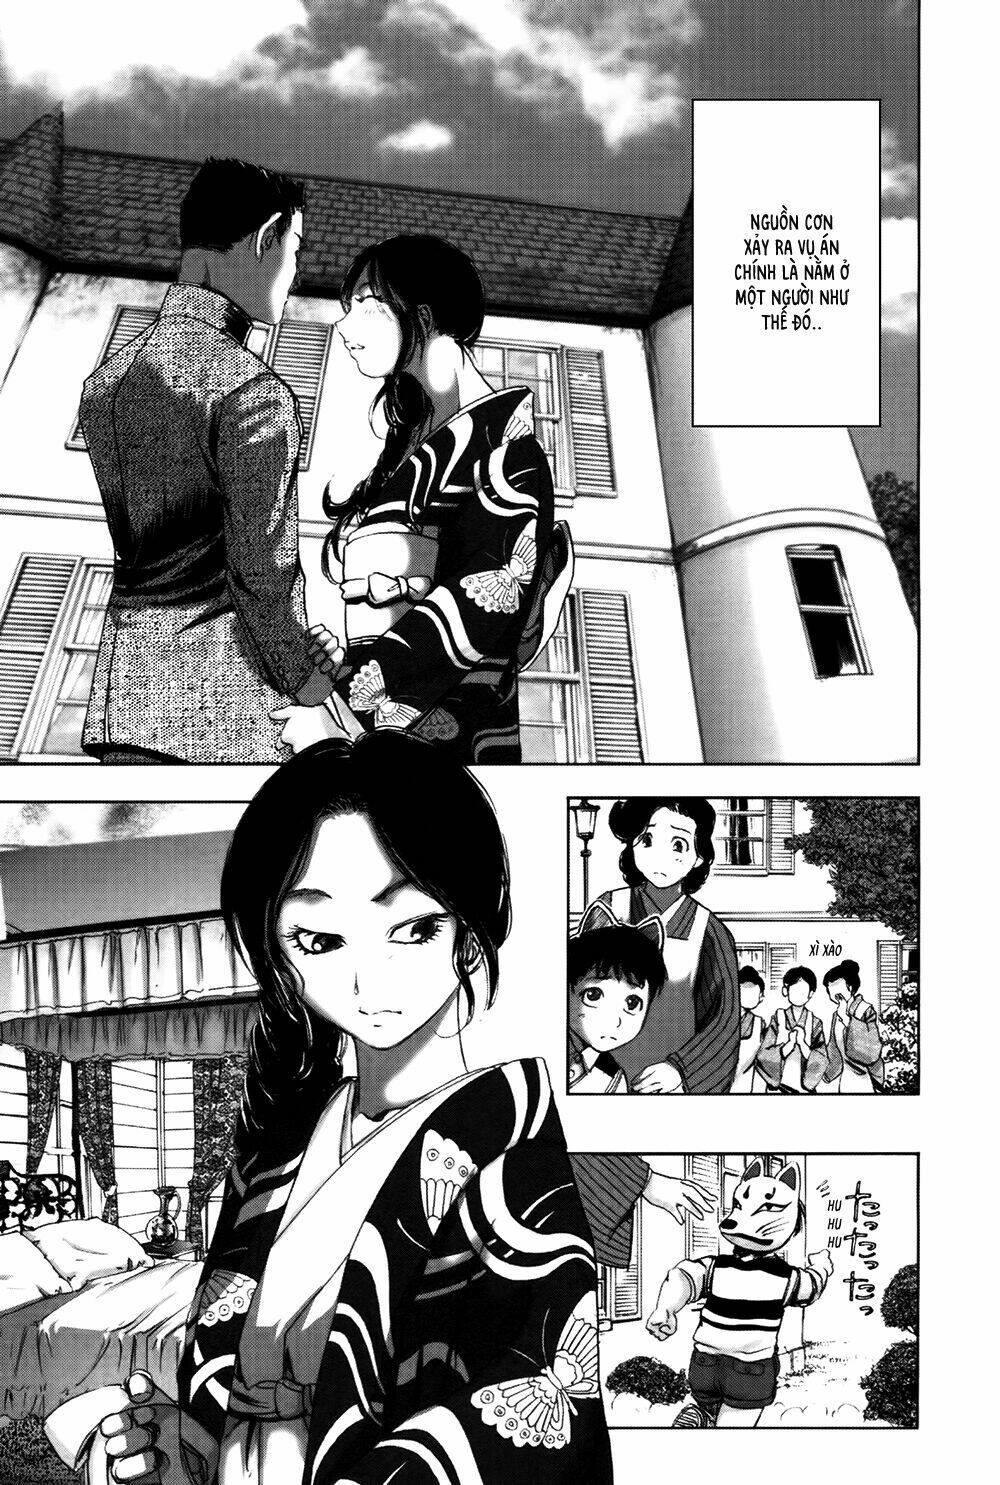 NGUỒN CƠN
XẢY RA VỤ ÁN
CHÍNH LÀ NẰM Ở
MỘT NGƯỜI NHƯ
THẾ ĐÓ..
XÌ XÀO
HU
HU
HU
たったったっ